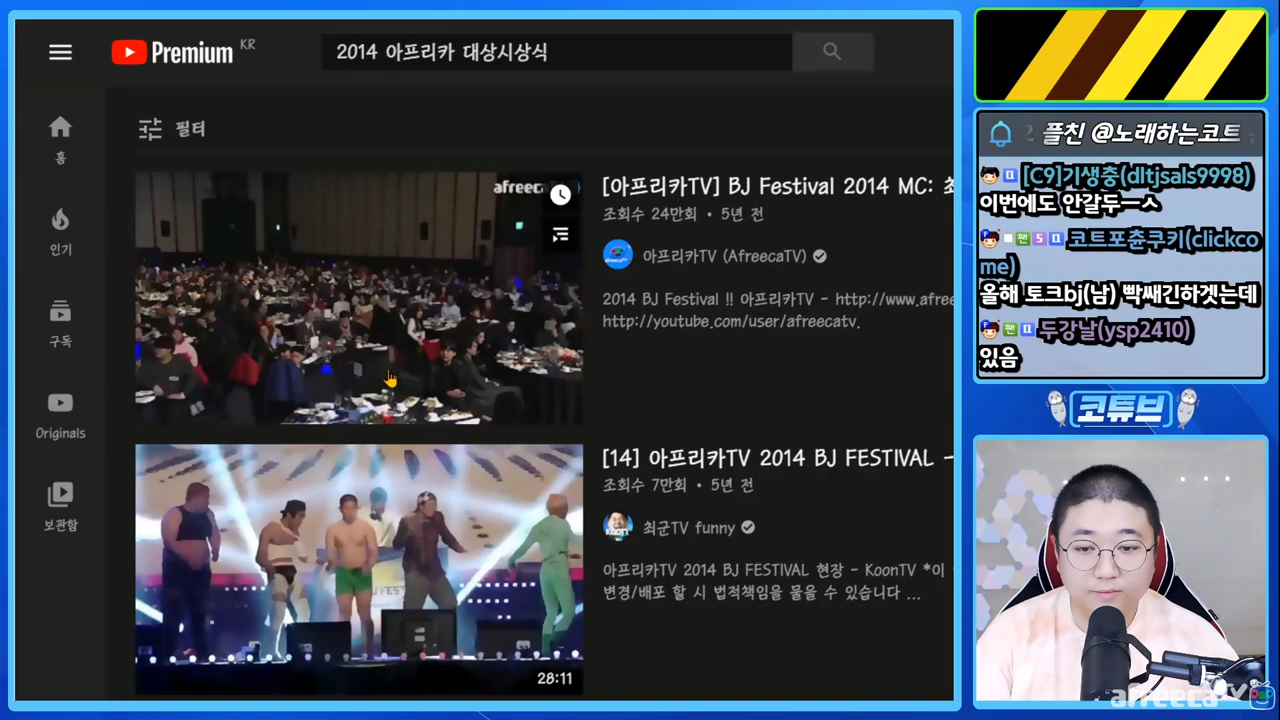 Premium KR
2014 아프리카 대상시상식
필터
홈
인기
구독
Originals
보관함
afreeca
[아프리카TV] BJ Festival 2014 MC:
조회수 24만회 • 5년 전
아프리카TV (AfreecaTV)
2014 BJ Festival !! 아프리카TV - http://www.afree
http://youtube.com/user/afreecatv.
[14] 아프리카TV 2014 BJ FESTIVAL -
조회수 7만회 • 5년 전
최군TV funny
아프리카TV 2014 BJ FESTIVAL 현장 - KoonTV *이
변경/배포 할 시 법적책임을 물을 수 있습니다 ...
28:11
플친 @노래하는코트
[C9]기생충(dltjsals9998)
이번에도 안갈두ㅡㅅ
팬 S 코트포츈쿠키(clickco
me)
올해 토크bj(남) 빡쌔긴하겟는데
팬 두강날(ysp2410)
있음
코튜브
afreecaTV